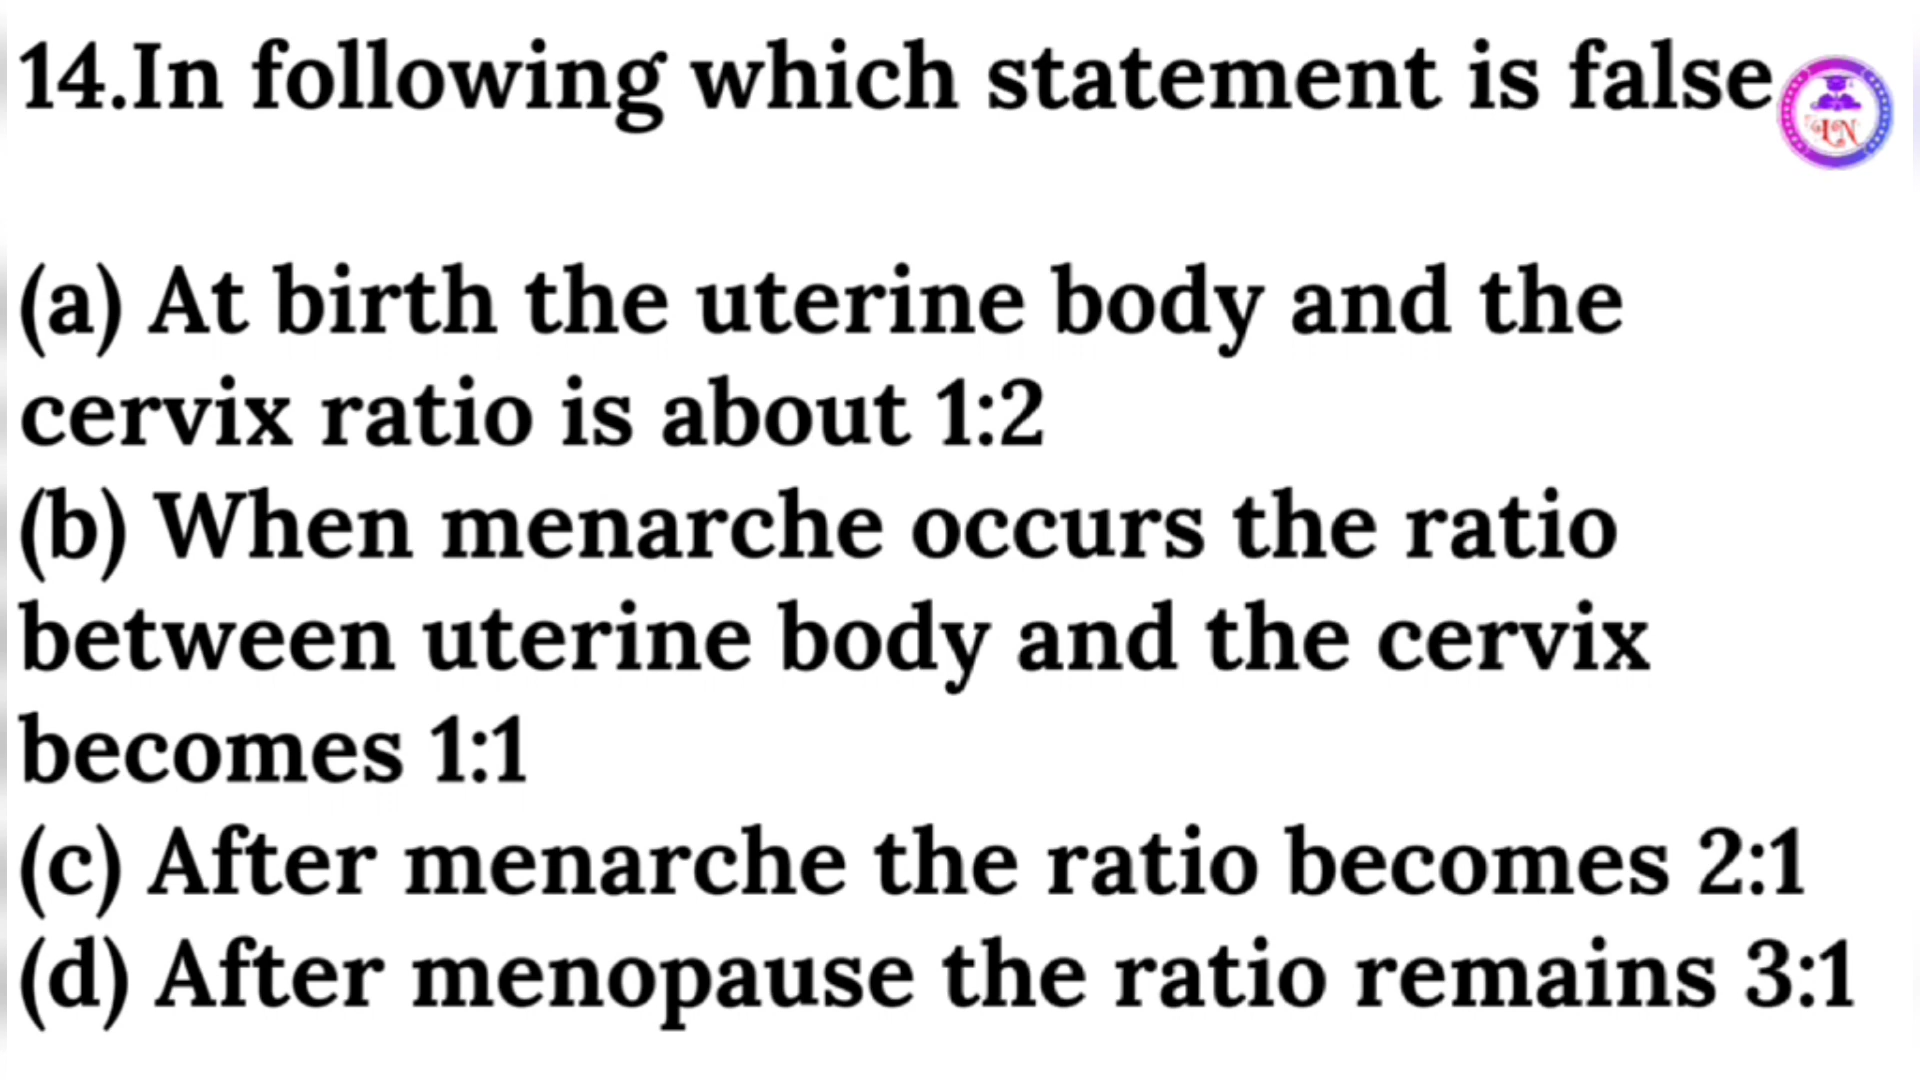 14.In following which statement is false
LN
(a) At birth the uterine body and the
cervix ratio is about 1:2
(b) When menarche occurs the ratio
between uterine body and the cervix
becomes 1:1
(c) After menarche the ratio becomes 2:1
(d) After menopause the ratio remains 3:1